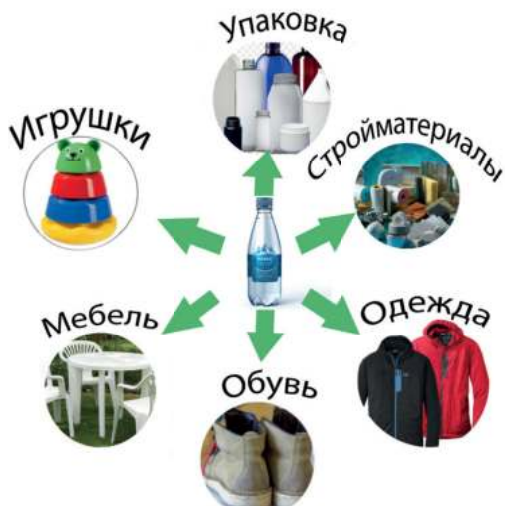 Упаковка
Игрушки
Стройматериалы
Мебель
Одежда
Обувь